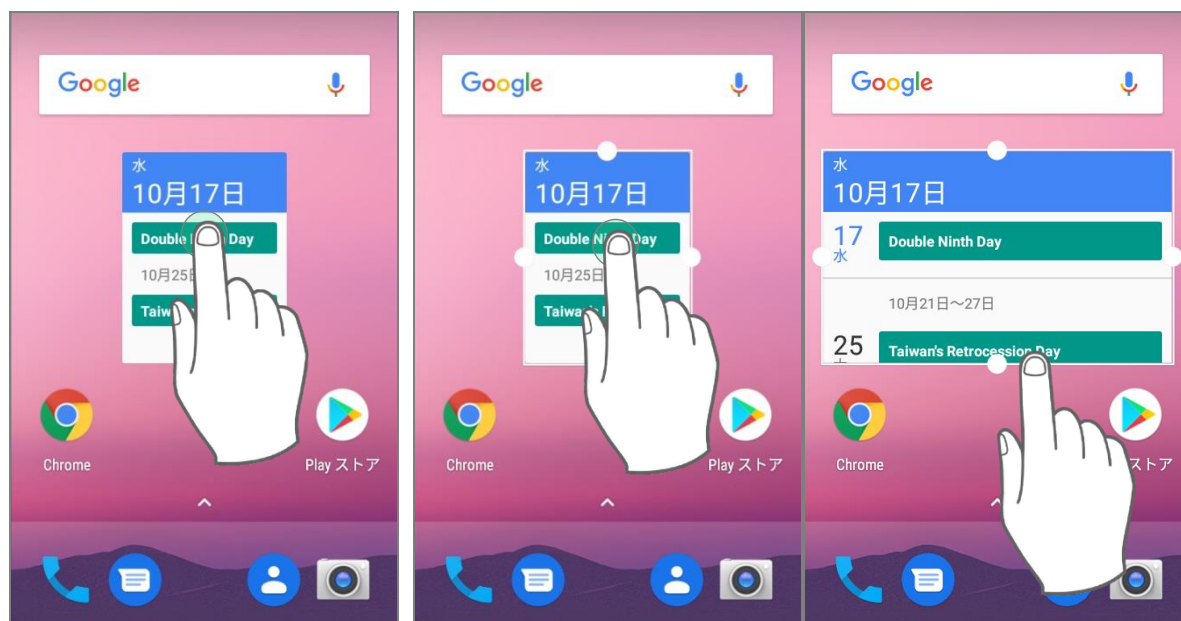 Google
水
10月17日
Double Day
10月25日
Taiw
Chrome
Play ストア
Google
水
10月17日
Double Ninth Day
10月25日
Taiwan's
Chrome
Play ストア
Google
水
10月17日
17
水
Double Ninth Day
10月21日～27日
25
Taiwan's Retrocession Day
Chrome
ストア